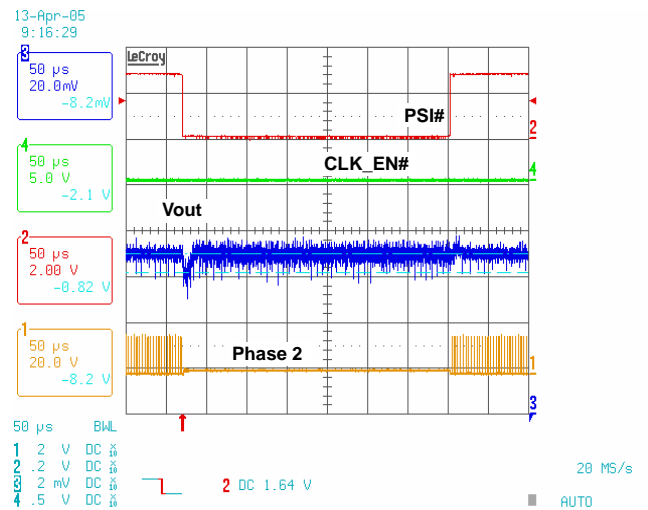 13-Apr-05
9:16:29
LeCroy
3
50 µs
20.0mV
-8.2mV
PSI#
2
4
50 µs
5.0 V
-2.1 V
CLK_EN#
4
Vout
2
50 µs
2.00 V
-0.82 V
1
50 µs
20.0 V
-8.2 V
Phase 2
1
3
50 µs BWL
1 2 V DC X10
2 .2 V DC X10
3 2 mV DC X10
4 .5 V DC X10
2 DC 1.64 V
20 MS/s
AUTO